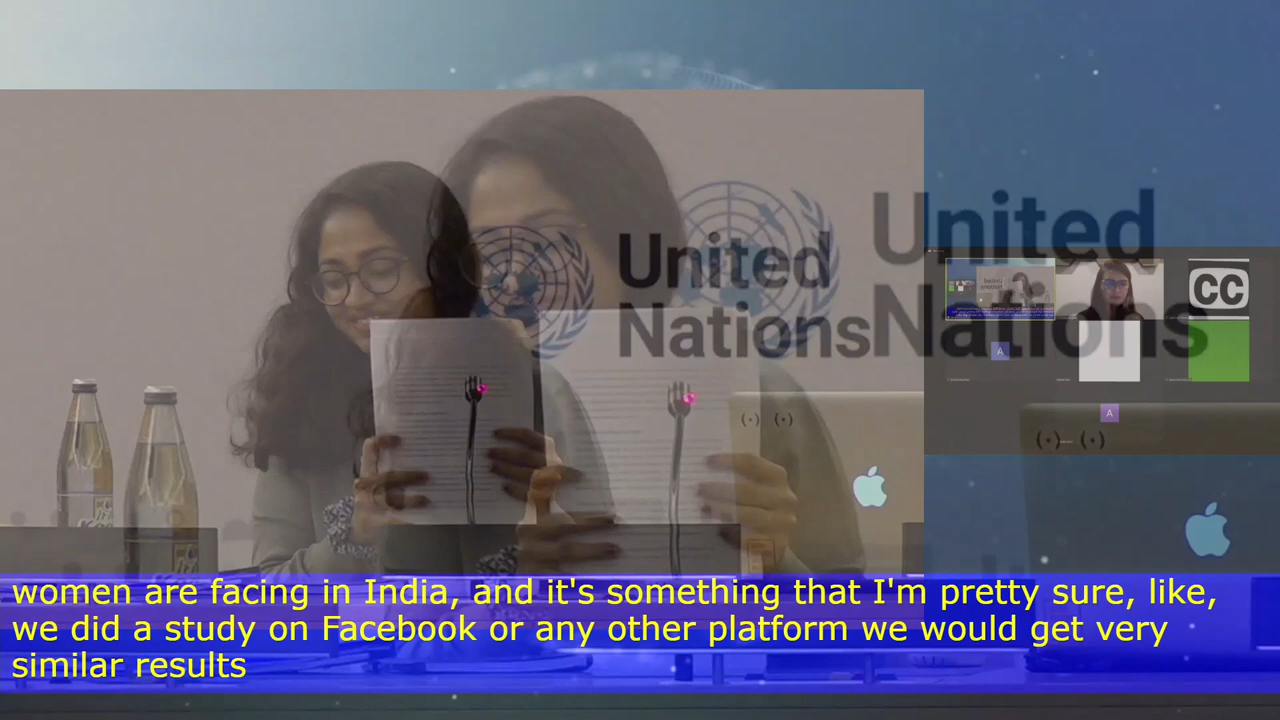 United
Nations
United
Nations
CC
A
A
women are facing in India, and it's something that I'm pretty sure, like,
we did a study on Facebook or any other platform we would get very
similar results